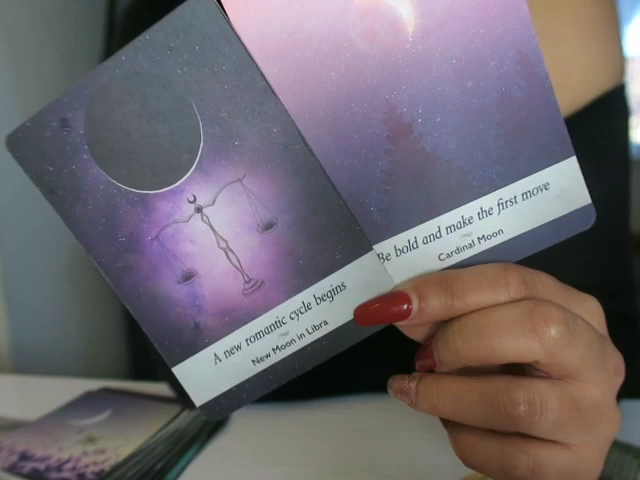 A new romantic cycle begins
New Moon in Libra
Be bold and make the first move
Cardinal Moon